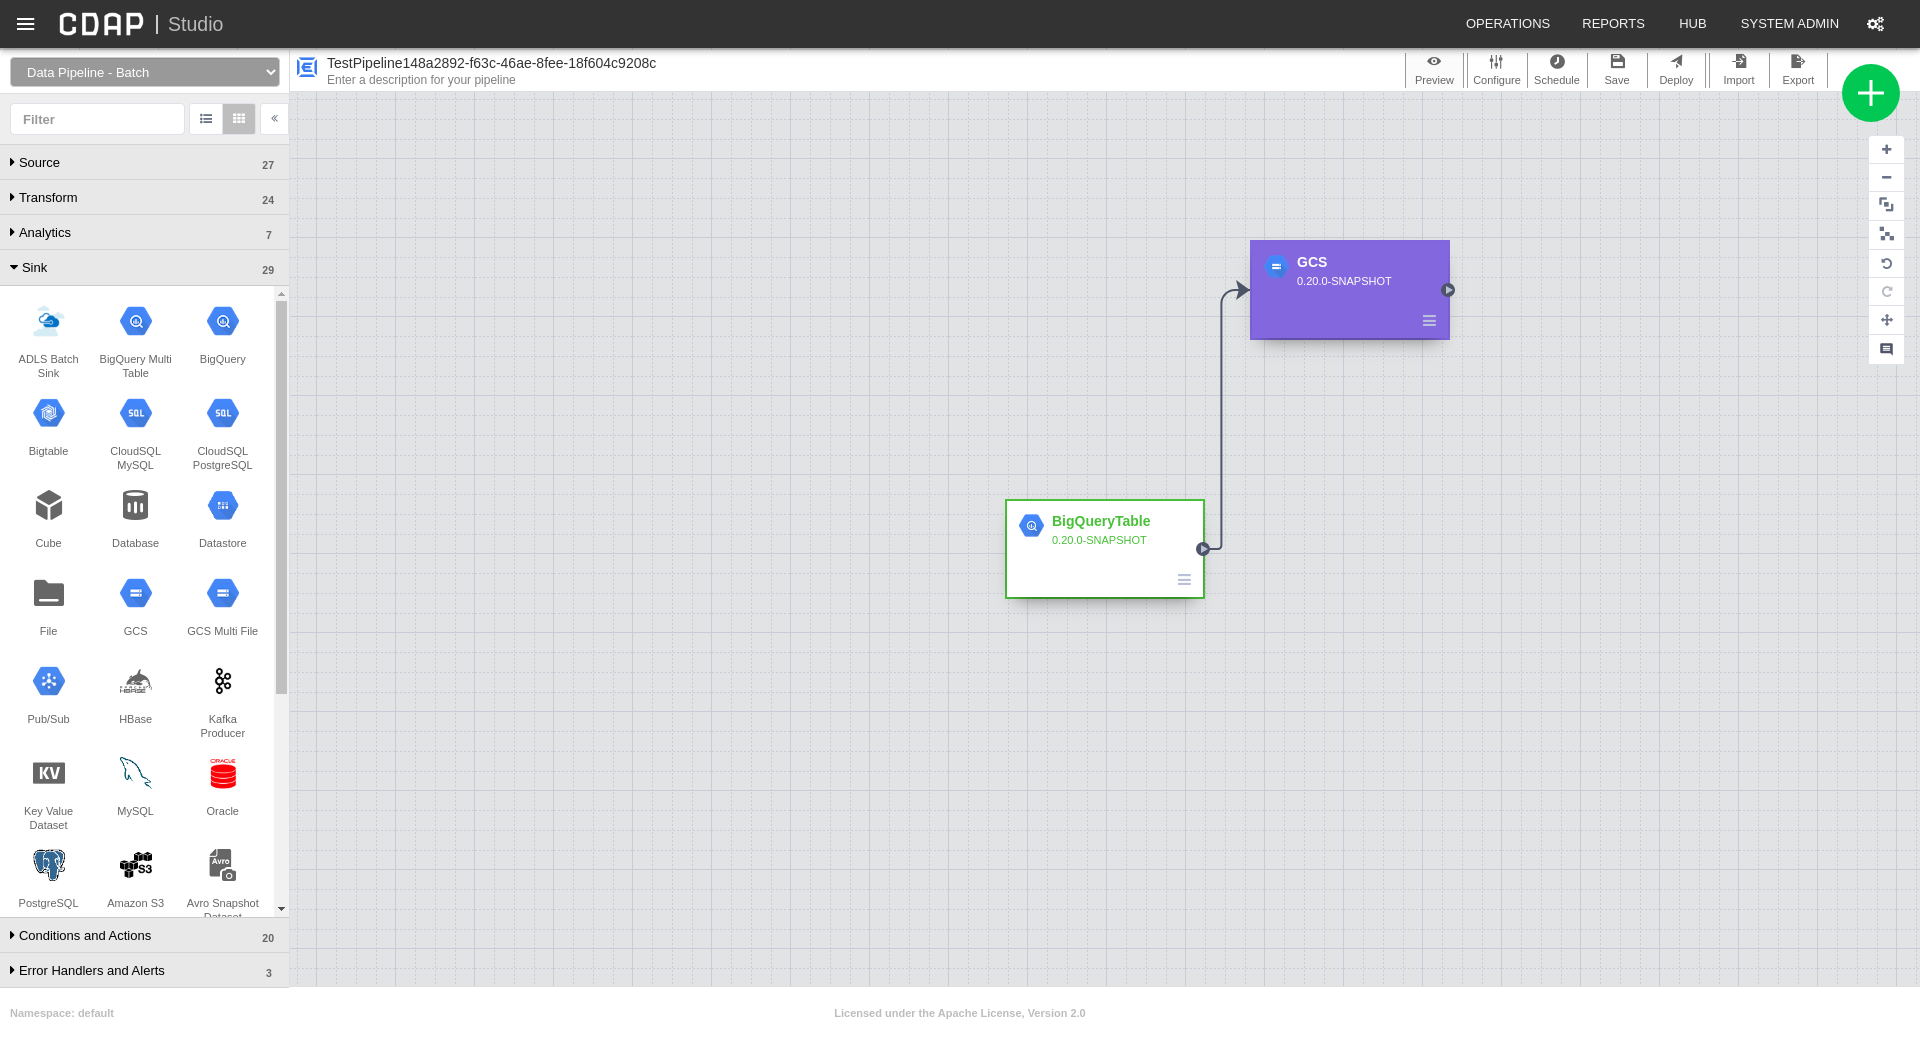 CDAP | Studio
OPERATIONS REPORTS HUB SYSTEM ADMIN
Data Pipeline - Batch
TestPipeline148a2892-f63c-46ae-8fee-18f604c9208c
Enter a description for your pipeline
Preview Configure Schedule Save Deploy Import Export
Filter
Source 27
Transform 24
Analytics 7
Sink 29
ADLS Batch Sink
BigQuery Multi Table
BigQuery
Bigtable
SQL
CloudSQL MySQL
SQL
CloudSQL PostgreSQL
Cube
Database
Datastore
File
GCS
GCS Multi File
Pub/Sub
HBASE
HBase
Kafka Producer
KV
Key Value Dataset
MySQL
ORACLE
Oracle
PostgreSQL
S3
Amazon S3
Avro
Avro Snapshot Dataset
Conditions and Actions 20
Error Handlers and Alerts 3
GCS
0.20.0-SNAPSHOT
BigQueryTable
0.20.0-SNAPSHOT
Namespace: default
Licensed under the Apache License, Version 2.0